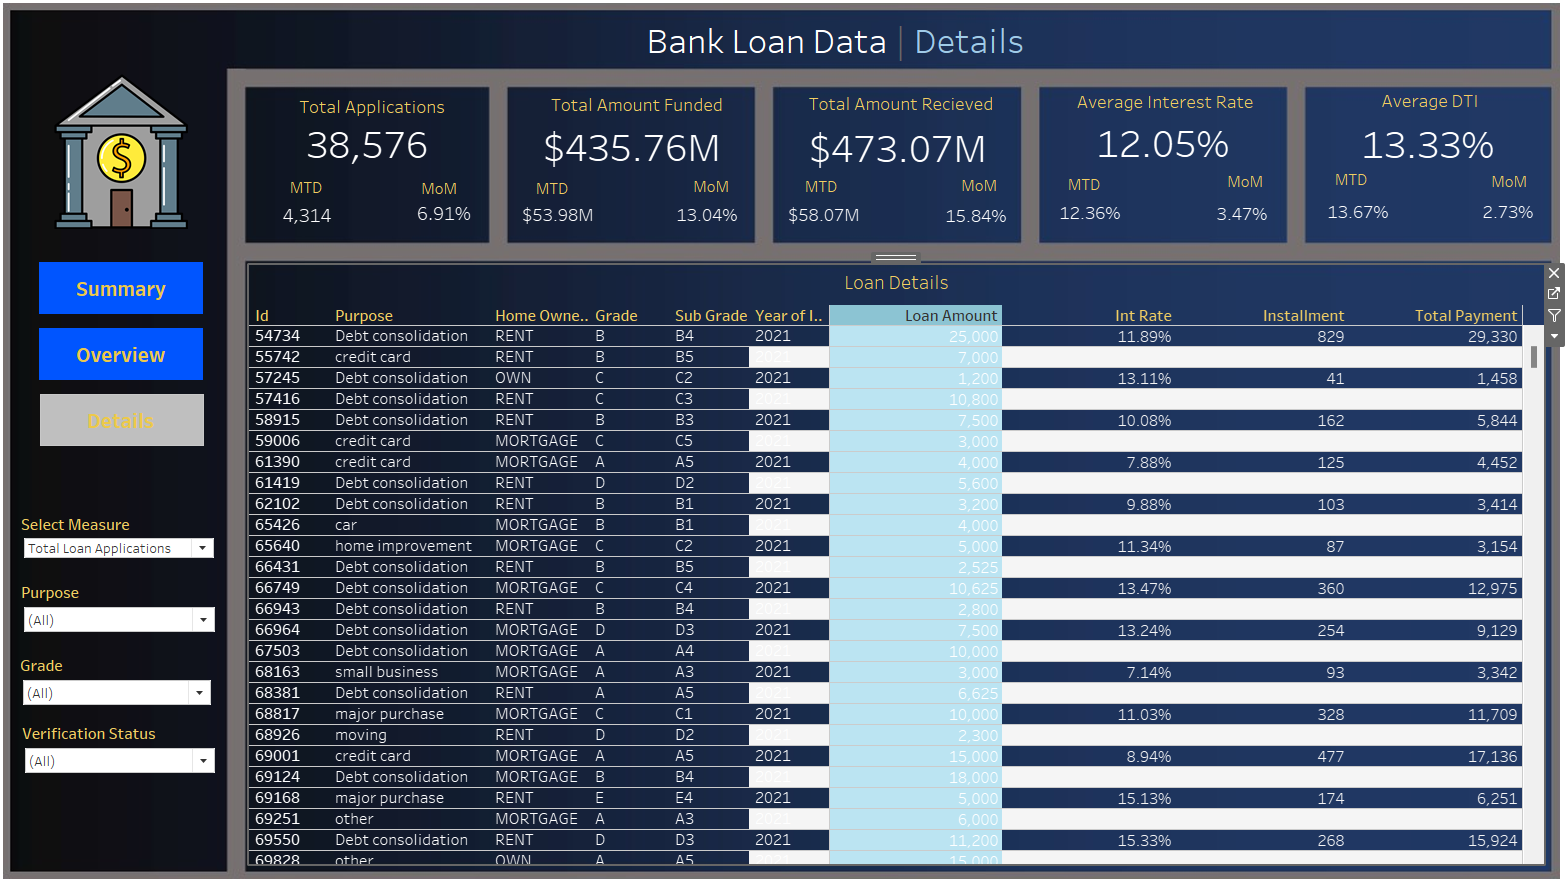 Bank Loan Data | Details
Total Applications
38,576
MTD MoM
4,314 6.91%
Total Amount Funded
$435.76M
MTD MoM
$53.98M 13.04%
Total Amount Recieved
$473.07M
MTD MoM
$58.07M 15.84%
Average Interest Rate
12.05%
MTD MoM
12.36% 3.47%
Average DTI
13.33%
MTD MoM
13.67% 2.73%
$
Summary
Overview
Details
Select Measure
Total Loan Applications
Purpose
(All)
Grade
(All)
Verification Status
(All)
Loan Details
Id Purpose Home Owne.. Grade Sub Grade Year of I.. Loan Amount Int Rate Installment Total Payment
54734 Debt consolidation RENT B B4 2021 25,000 11.89% 829 29,330
55742 credit card RENT B B5 2021 7,000
57245 Debt consolidation OWN C C2 2021 1,200 13.11% 41 1,458
57416 Debt consolidation RENT C C3 2021 10,800
58915 Debt consolidation RENT B B3 2021 7,500 10.08% 162 5,844
59006 credit card MORTGAGE C C5 2021 3,000
61390 credit card MORTGAGE A A5 2021 4,000 7.88% 125 4,452
61419 Debt consolidation RENT D D2 2021 5,600
62102 Debt consolidation RENT B B1 2021 3,200 9.88% 103 3,414
65426 car MORTGAGE B B1 2021 4,000
65640 home improvement MORTGAGE C C2 2021 5,000 11.34% 87 3,154
66431 Debt consolidation RENT B B5 2021 2,525
66749 Debt consolidation MORTGAGE C C4 2021 10,625 13.47% 360 12,975
66943 Debt consolidation RENT B B4 2021 2,800
66964 Debt consolidation MORTGAGE D D3 2021 7,500 13.24% 254 9,129
67503 Debt consolidation MORTGAGE A A4 2021 10,000
68163 small business MORTGAGE A A3 2021 3,000 7.14% 93 3,342
68381 Debt consolidation RENT A A5 2021 6,625
68817 major purchase MORTGAGE C C1 2021 10,000 11.03% 328 11,709
68926 moving RENT D D2 2021 2,300
69001 credit card MORTGAGE A A5 2021 15,000 8.94% 477 17,136
69124 Debt consolidation MORTGAGE B B4 2021 18,000
69168 major purchase RENT E E4 2021 5,000 15.13% 174 6,251
69251 other MORTGAGE A A3 2021 6,000
69550 Debt consolidation RENT D D3 2021 11,200 15.33% 268 15,924
69828 other OWN A A5 2021 15,000